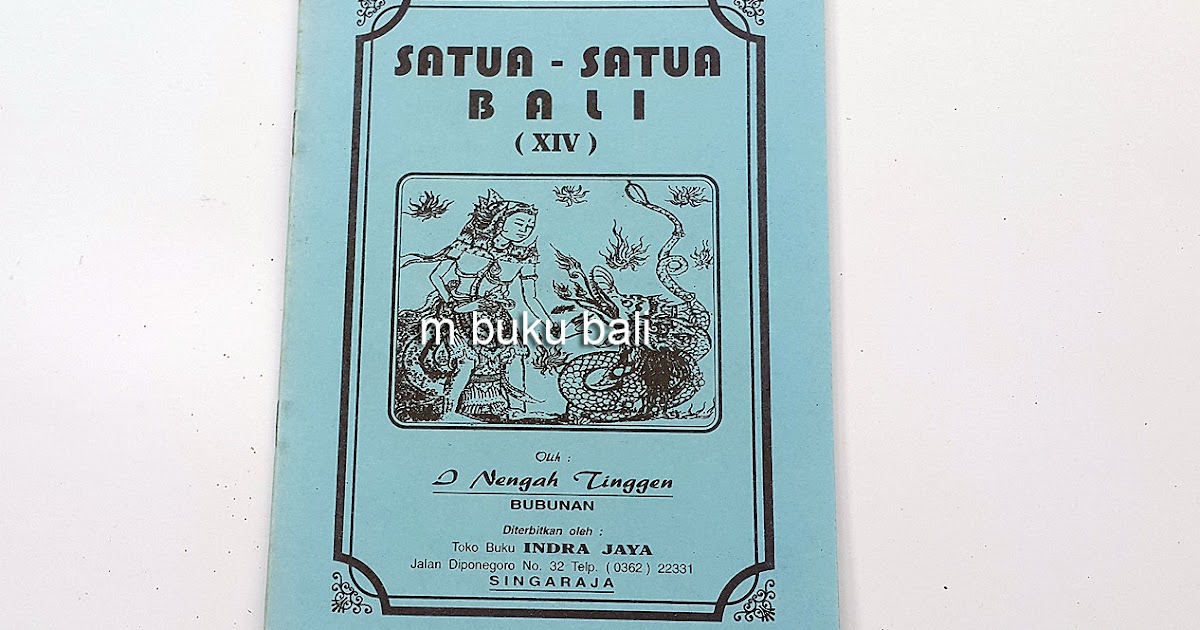 SATUA - SATUA
BALI
( XIV )
m buku bali
Olih :
I Nengah Tinggen
BUBUNAN
Diterbitkan oleh :
Toko Buku INDRA JAYA
Jalan Diponegoro No. 32 Telp. ( 0362 ) 22331
SINGARAJA